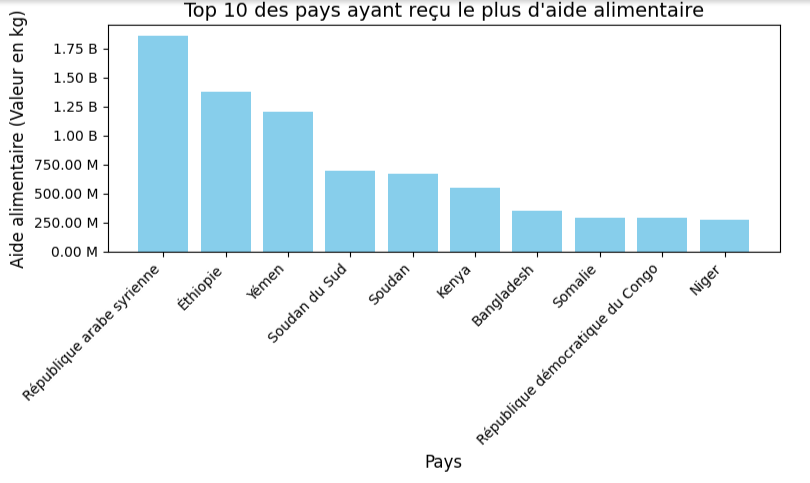 Top 10 des pays ayant reçu le plus d'aide alimentaire
Aide alimentaire (Valeur en kg)
1.75 B
1.50 B
1.25 B
1.00 B
750.00 M
500.00 M
250.00 M
0.00 M
République arabe syrienne
Éthiopie
Yémen
Soudan du Sud
Soudan
Kenya
Bangladesh
Somalie
République démocratique du Congo
Niger
Pays